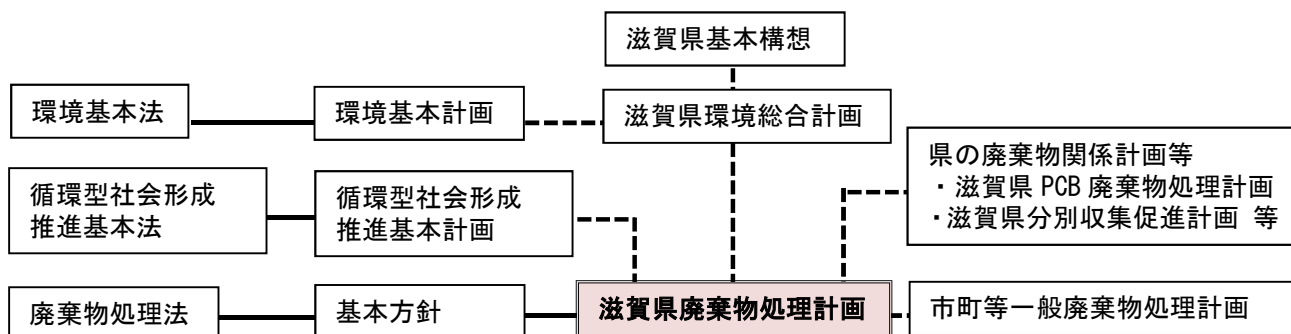 滋賀県基本構想
環境基本法
環境基本計画
滋賀県環境総合計画
県の廃棄物関係計画等
・滋賀県 PCB 廃棄物処理計画
・滋賀県分別収集促進計画 等
循環型社会形成
推進基本法
循環型社会形成
推進基本計画
廃棄物処理法
基本方針
滋賀県廃棄物処理計画
市町等一般廃棄物処理計画